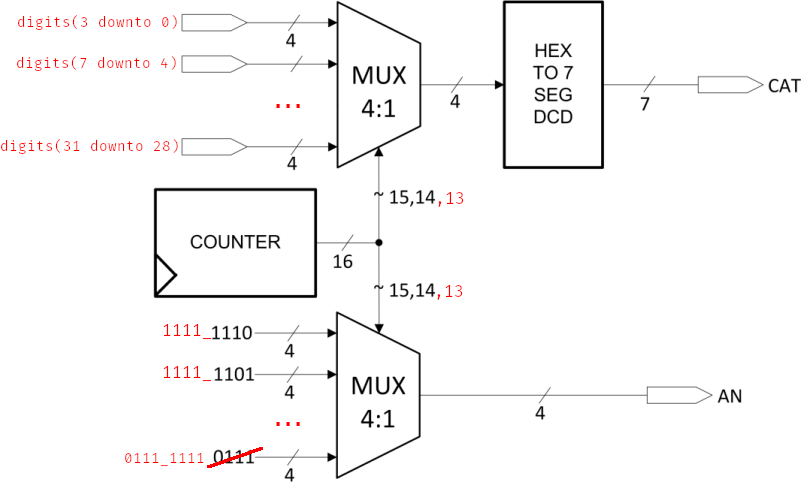 digits(3 downto 0)
4
digits(7 downto 4)
...
digits(31 downto 28)
4
MUX
4:1
4
HEX
TO 7
SEG
DCD
7
CAT
~ 15,14,13
COUNTER
16
~ 15,14,13
1111_1110
4
1111_1101
4
...
0111_1111 0111
4
MUX
4:1
4
AN